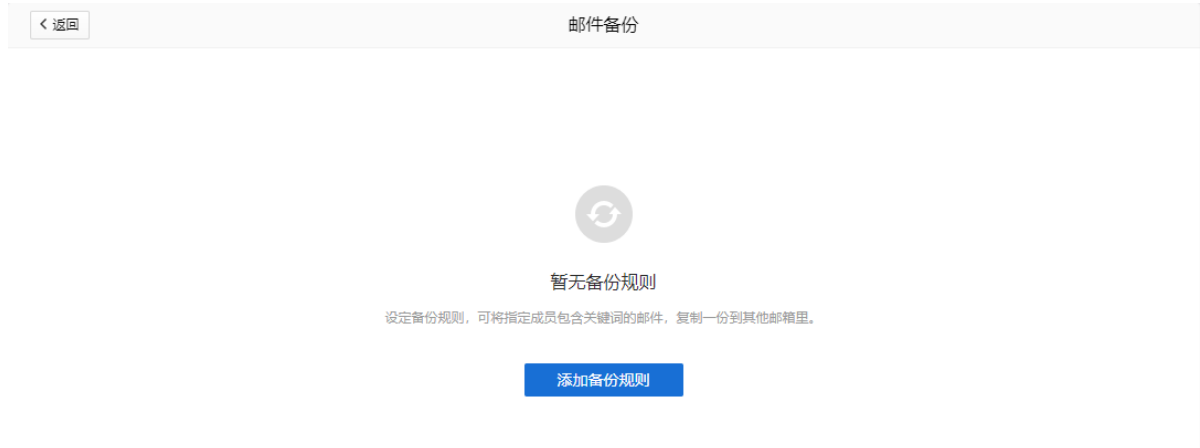 返回
邮件备份
暂无备份规则
设定备份规则，可将指定成员包含关键词的邮件，复制一份到其他邮箱里。
添加备份规则